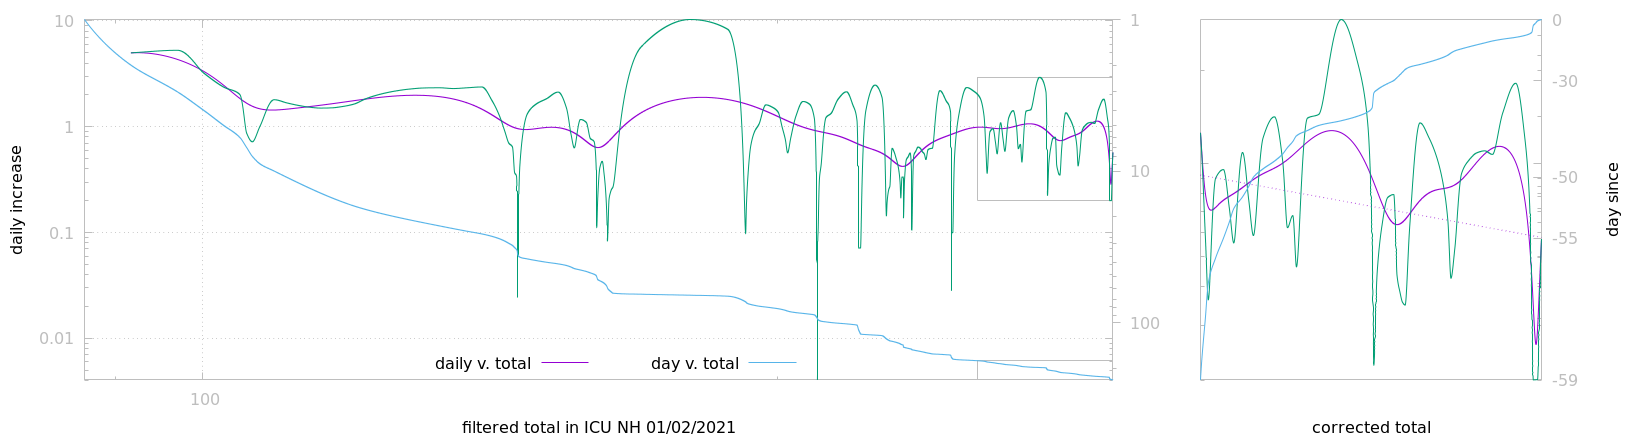 10
1
0.1
0.01
daily increase
100
1
10
100
daily v. total
day v. total
filtered total in ICU NH 01/02/2021
0
-30
-50
-55
-59
day since
corrected total